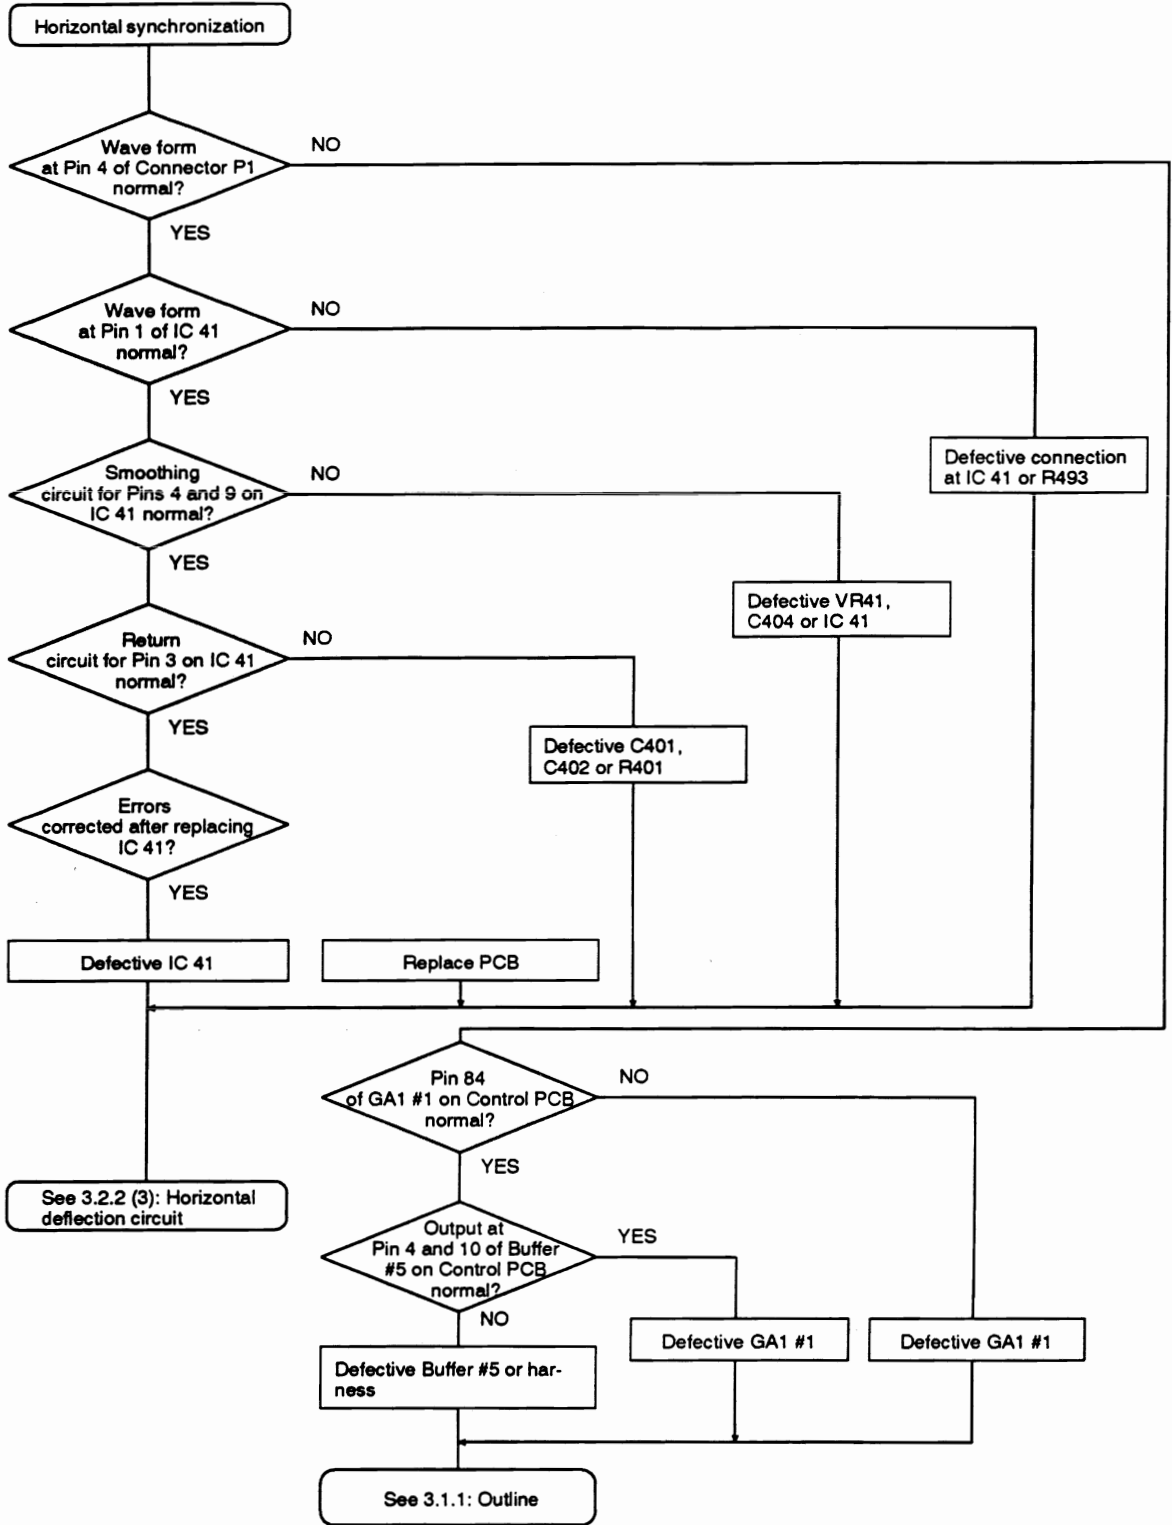 Horizontal synchronization
Wave form
at Pin 4 of Connector P1
normal?
NO
YES
Wave form
at Pin 1 of IC 41
normal?
NO
YES
Defective connection
at IC 41 or R493
Smoothing
circuit for Pins 4 and 9 on
IC 41 normal?
NO
YES
Defective VR41,
C404 or IC 41
Return
circuit for Pin 3 on IC 41
normal?
NO
YES
Defective C401,
C402 or R401
Errors
corrected after replacing
IC 41?
YES
Defective IC 41
Replace PCB
Pin 84
of GA1 #1 on Control PCB
normal?
NO
YES
See 3.2.2 (3): Horizontal
deflection circuit
Output at
Pin 4 and 10 of Buffer
#5 on Control PCB
normal?
YES
NO
Defective GA1 #1
Defective GA1 #1
Defective Buffer #5 or har-
ness
See 3.1.1: Outline